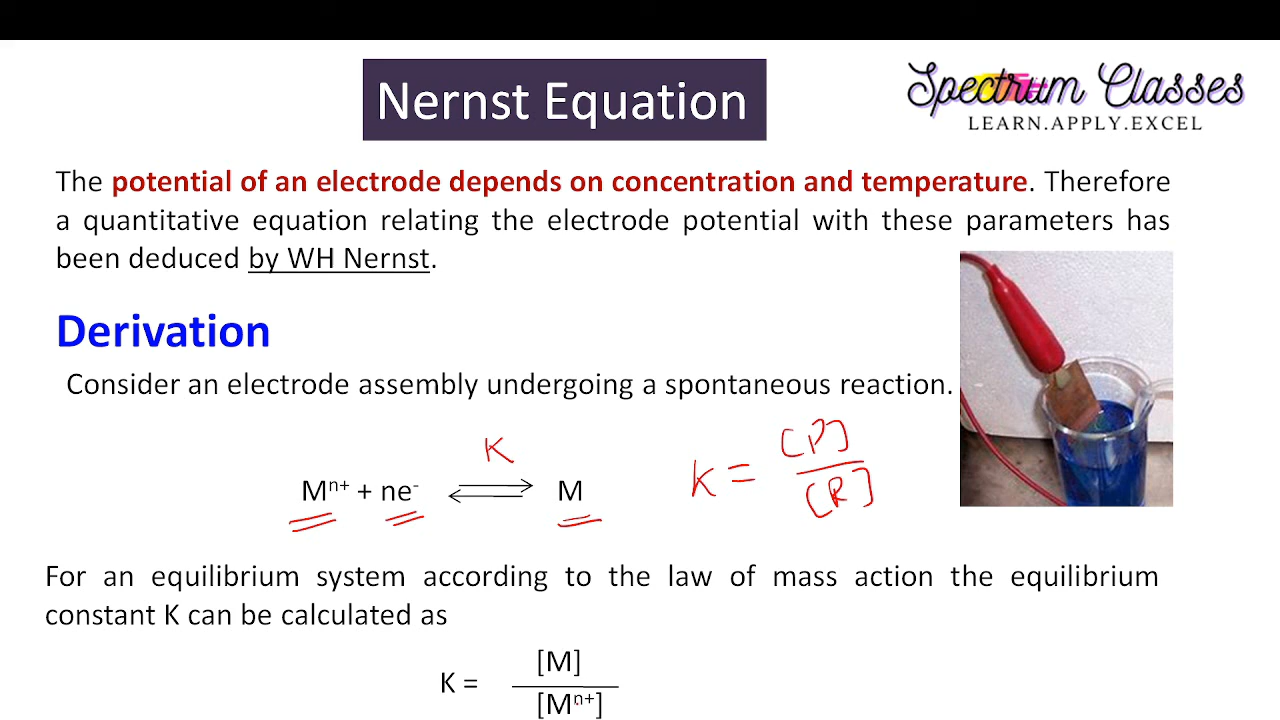 Nernst Equation
Spectrum Classes
LEARN.APPLY.EXCEL
The potential of an electrode depends on concentration and temperature. Therefore
a quantitative equation relating the electrode potential with these parameters has
been deduced by WH Nernst.
Derivation
Consider an electrode assembly undergoing a spontaneous reaction.
K
Mⁿ⁺ + ne⁻ ⇌ M
K = [P]
[R]
For an equilibrium system according to the law of mass action the equilibrium
constant K can be calculated as
K = [M]
[Mⁿ⁺]